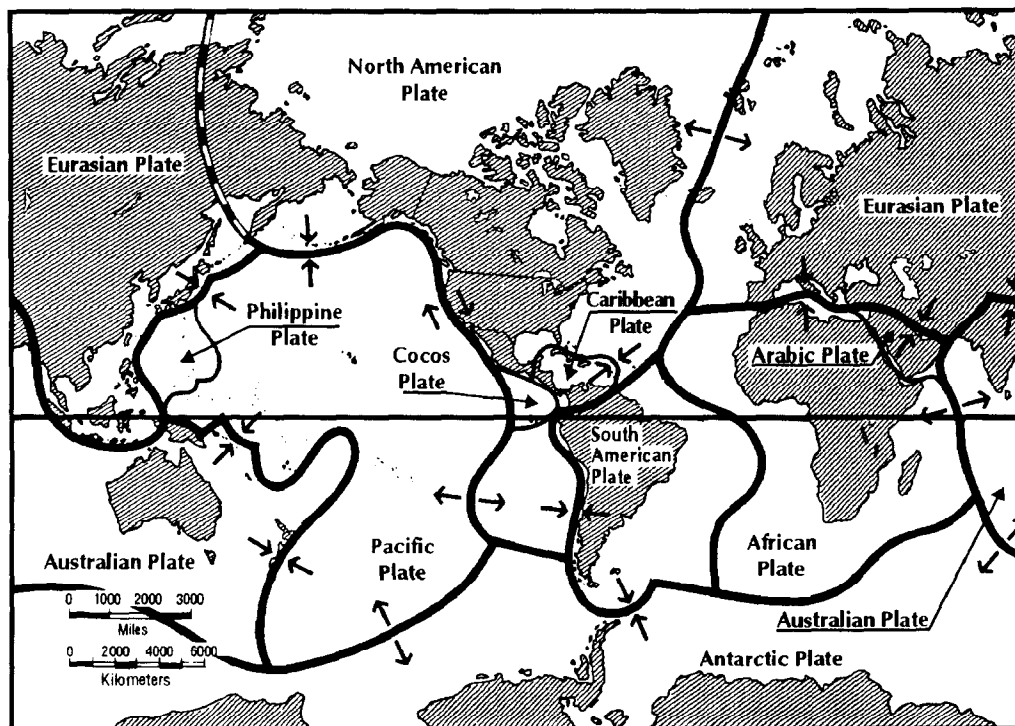 North American
Plate
Eurasian Plate
Eurasian Plate
Philippine
Plate
Caribbean
Plate
Cocos
Plate
Arabic Plate
South
American
Plate
Australian Plate
Pacific
Plate
African
Plate
Australian Plate
0 1000 2000 3000
Miles
0 2000 4000 6000
Kilometers
Antarctic Plate